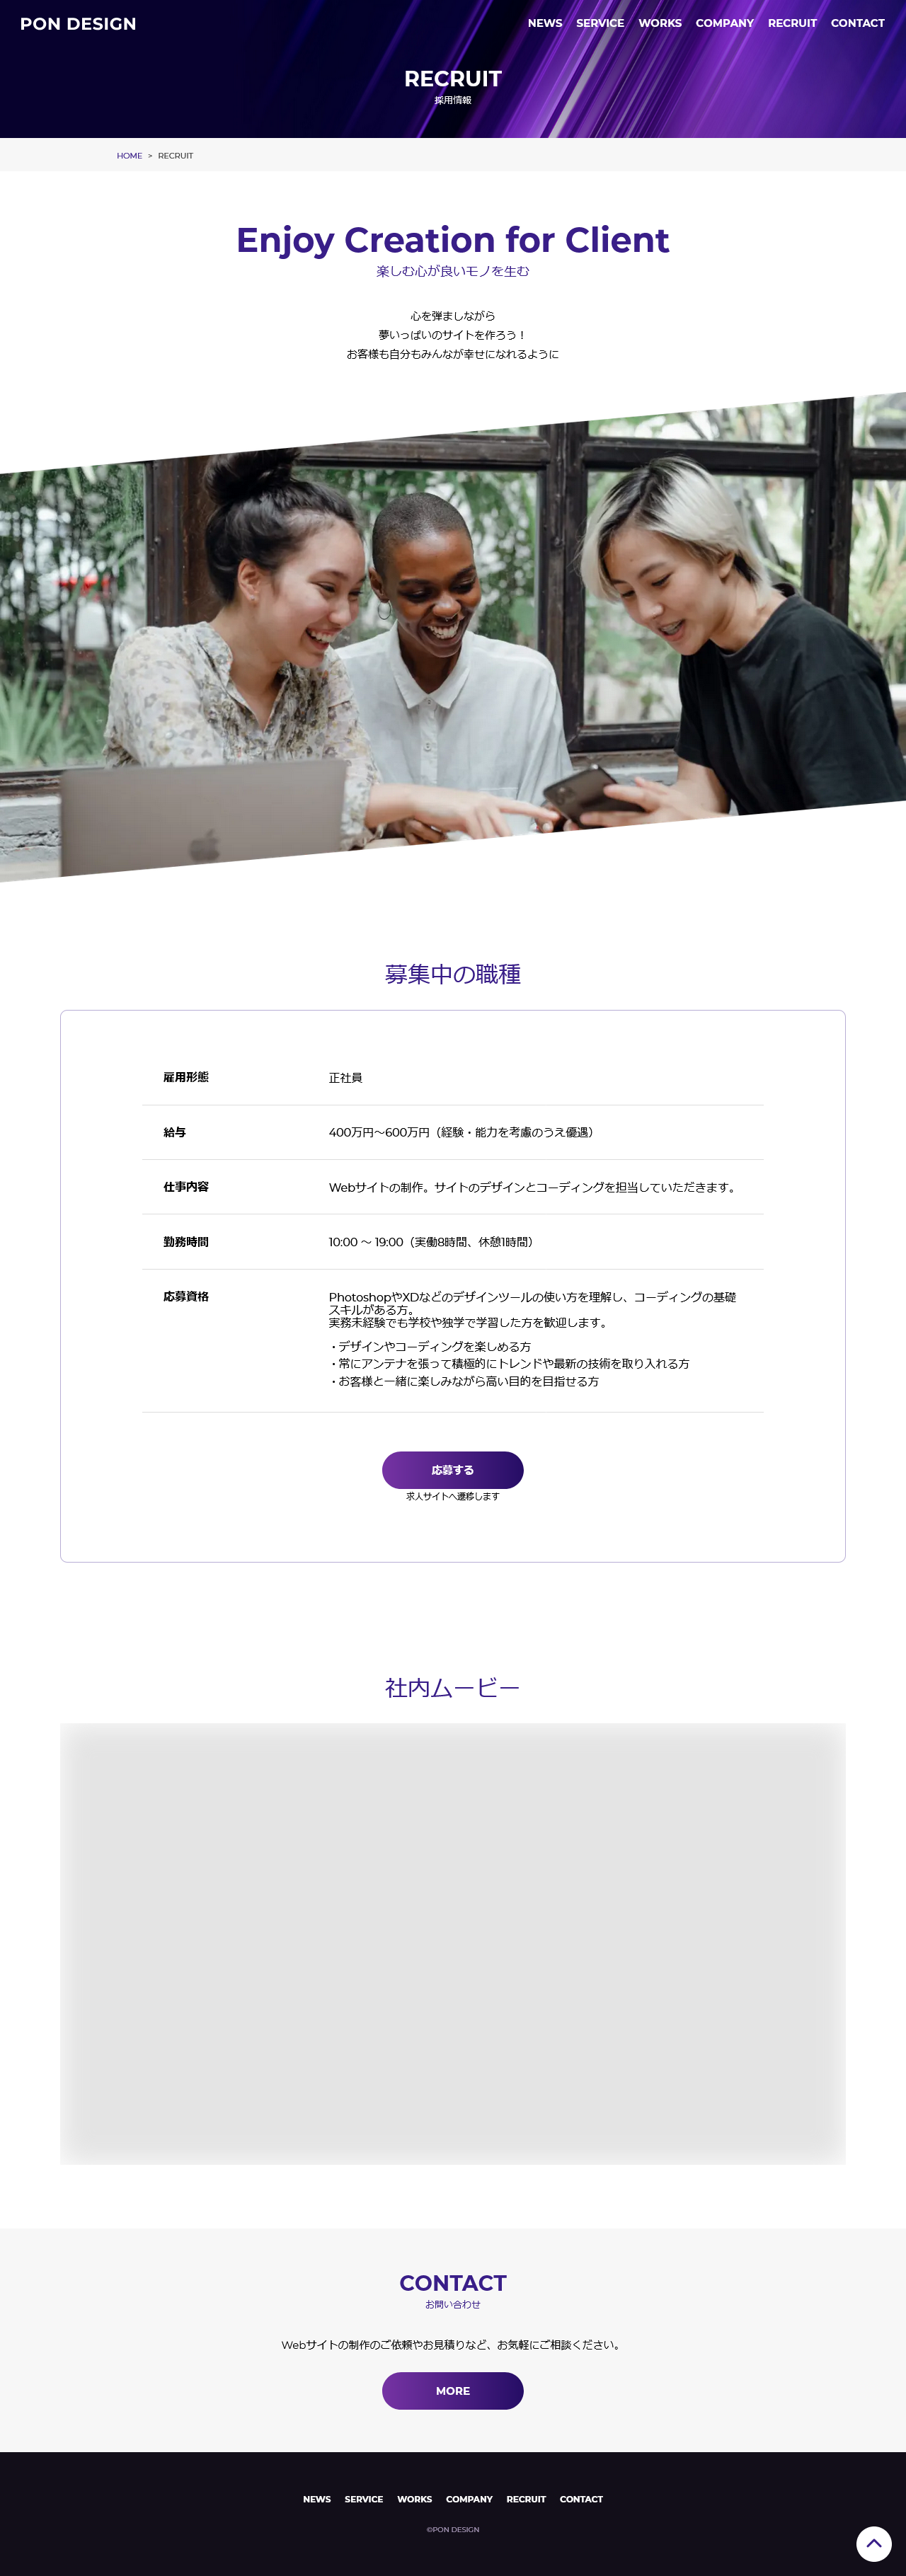 PON DESIGN
NEWS SERVICE WORKS COMPANY RECRUIT CONTACT
RECRUIT
採用情報
HOME > RECRUIT
Enjoy Creation for Client
楽しむ心が良いモノを生む
心を弾ましながら
夢いっぱいのサイトを作ろう！
お客様も自分もみんなが幸せになれるように
募集中の職種
雇用形態 正社員
給与 400万円〜600万円（経験・能力を考慮のうえ優遇）
仕事内容 Webサイトの制作。サイトのデザインとコーディングを担当していただきます。
勤務時間 10:00 〜 19:00（実働8時間、休憩1時間）
応募資格 PhotoshopやXDなどのデザインツールの使い方を理解し、コーディングの基礎
スキルがある方。
実務未経験でも学校や独学で学習した方を歓迎します。
・デザインやコーディングを楽しめる方
・常にアンテナを張って積極的にトレンドや最新の技術を取り入れる方
・お客様と一緒に楽しみながら高い目的を目指せる方
応募する
求人サイトへ遷移します
社内ムービー
CONTACT
お問い合わせ
Webサイトの制作のご依頼やお見積りなど、お気軽にご相談ください。
MORE
NEWS SERVICE WORKS COMPANY RECRUIT CONTACT
©PON DESIGN